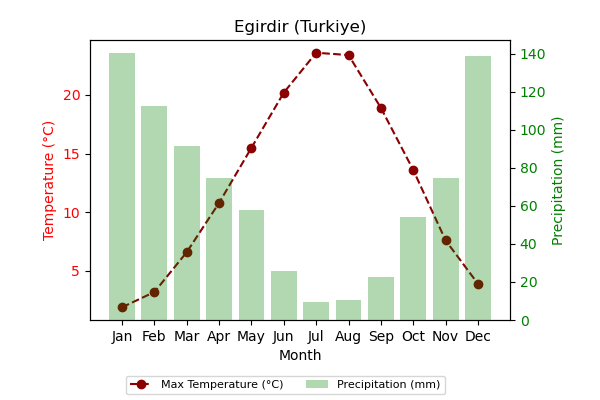 Egirdir (Turkiye)
Temperature (°C)
20
15
10
5
140
120
100
80
60
40
20
0
Precipitation (mm)
Jan Feb Mar Apr May Jun Jul Aug Sep Oct Nov Dec
Month
Max Temperature (°C) Precipitation (mm)